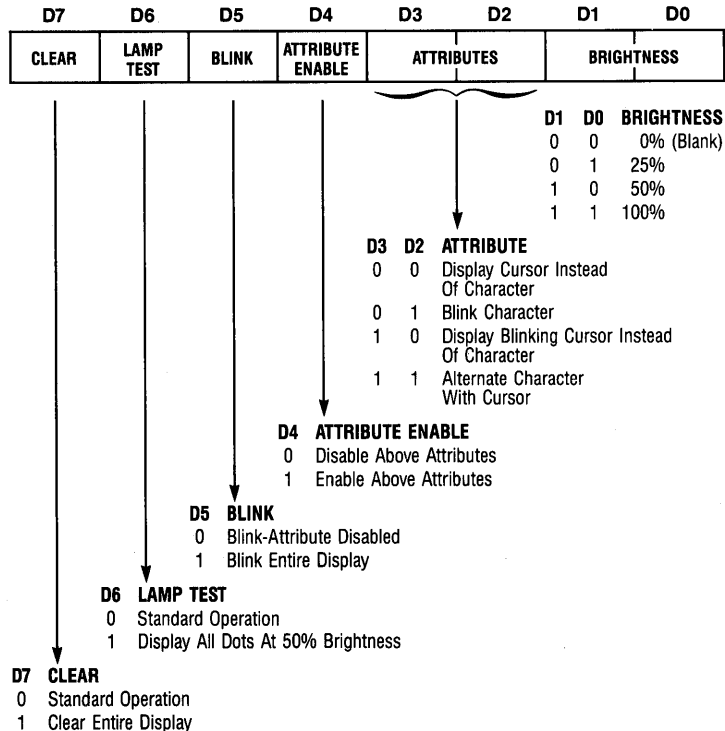 D7 D6 D5 D4 D3 D2 D1 D0
CLEAR LAMP TEST BLINK ATTRIBUTE ENABLE ATTRIBUTES BRIGHTNESS
D1 D0 BRIGHTNESS
0 0 0% (Blank)
0 1 25%
1 0 50%
1 1 100%
D3 D2 ATTRIBUTE
0 0 Display Cursor Instead
Of Character
0 1 Blink Character
1 0 Display Blinking Cursor Instead
Of Character
1 1 Alternate Character
With Cursor
D4 ATTRIBUTE ENABLE
0 Disable Above Attributes
1 Enable Above Attributes
D5 BLINK
0 Blink-Attribute Disabled
1 Blink Entire Display
D6 LAMP TEST
0 Standard Operation
1 Display All Dots At 50% Brightness
D7 CLEAR
0 Standard Operation
1 Clear Entire Display